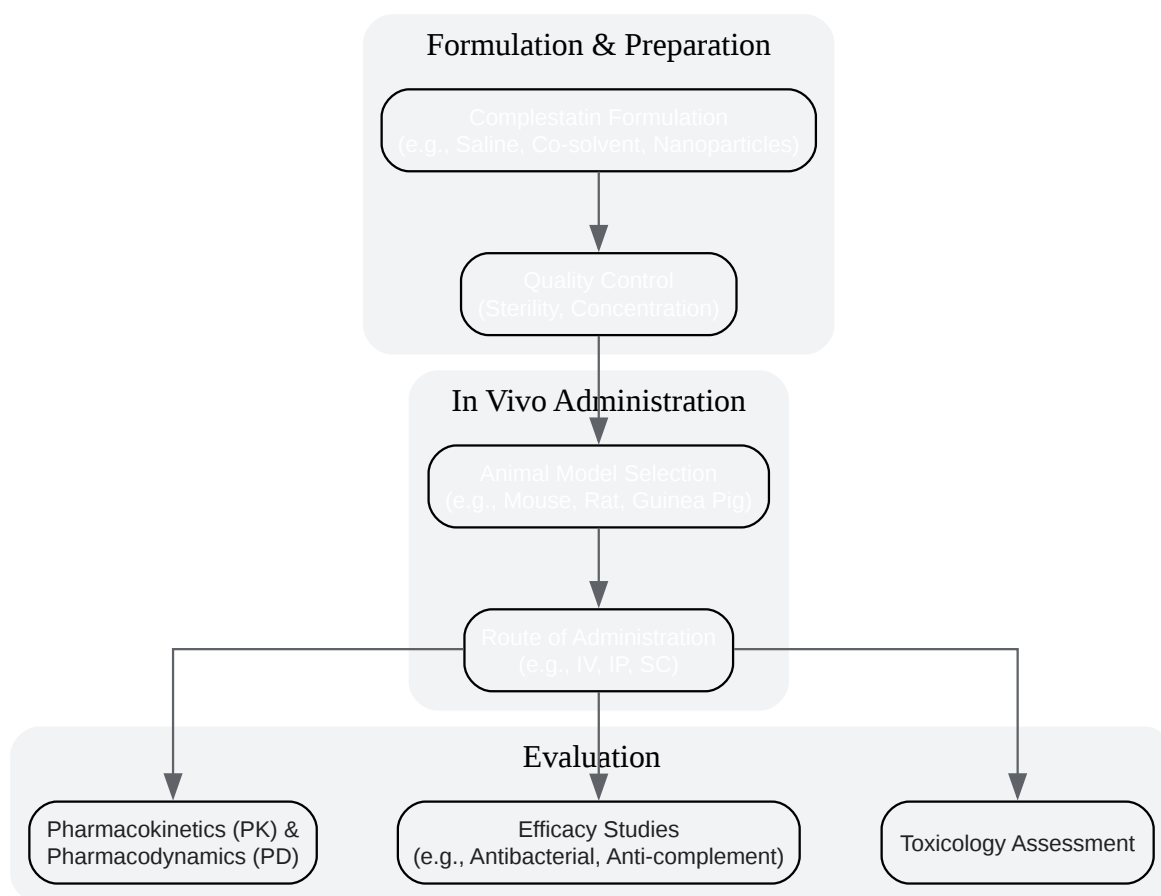 Formulation & Preparation
Complestatin Formulation
(e.g., Saline, Co-solvent, Nanoparticles)
Quality Control
(Sterility, Concentration)
In Vivo Administration
Animal Model Selection
(e.g., Mouse, Rat, Guinea Pig)
Route of Administration
(e.g., IV, IP, SC)
Evaluation
Pharmacokinetics (PK) &
Pharmacodynamics (PD)
Efficacy Studies
(e.g., Antibacterial, Anti-complement)
Toxicology Assessment